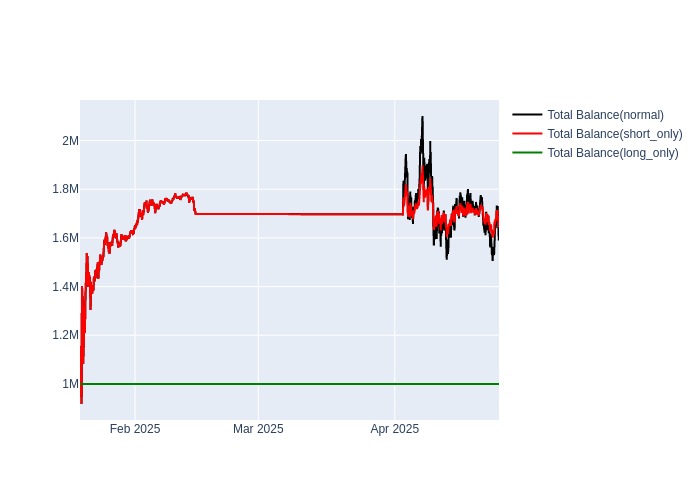 Total Balance(normal)
Total Balance(short_only)
Total Balance(long_only)
2M
1.8M
1.6M
1.4M
1.2M
1M
Feb 2025
Mar 2025
Apr 2025